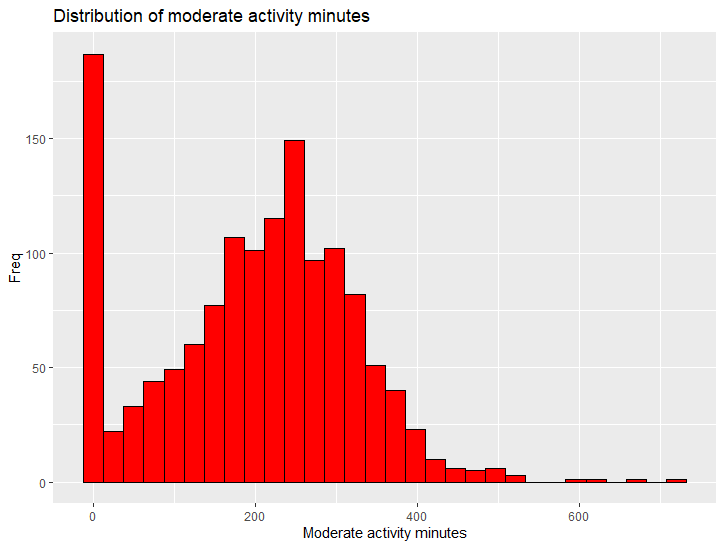 Distribution of moderate activity minutes
150
100
50
0
Freq
0 200 400 600
Moderate activity minutes